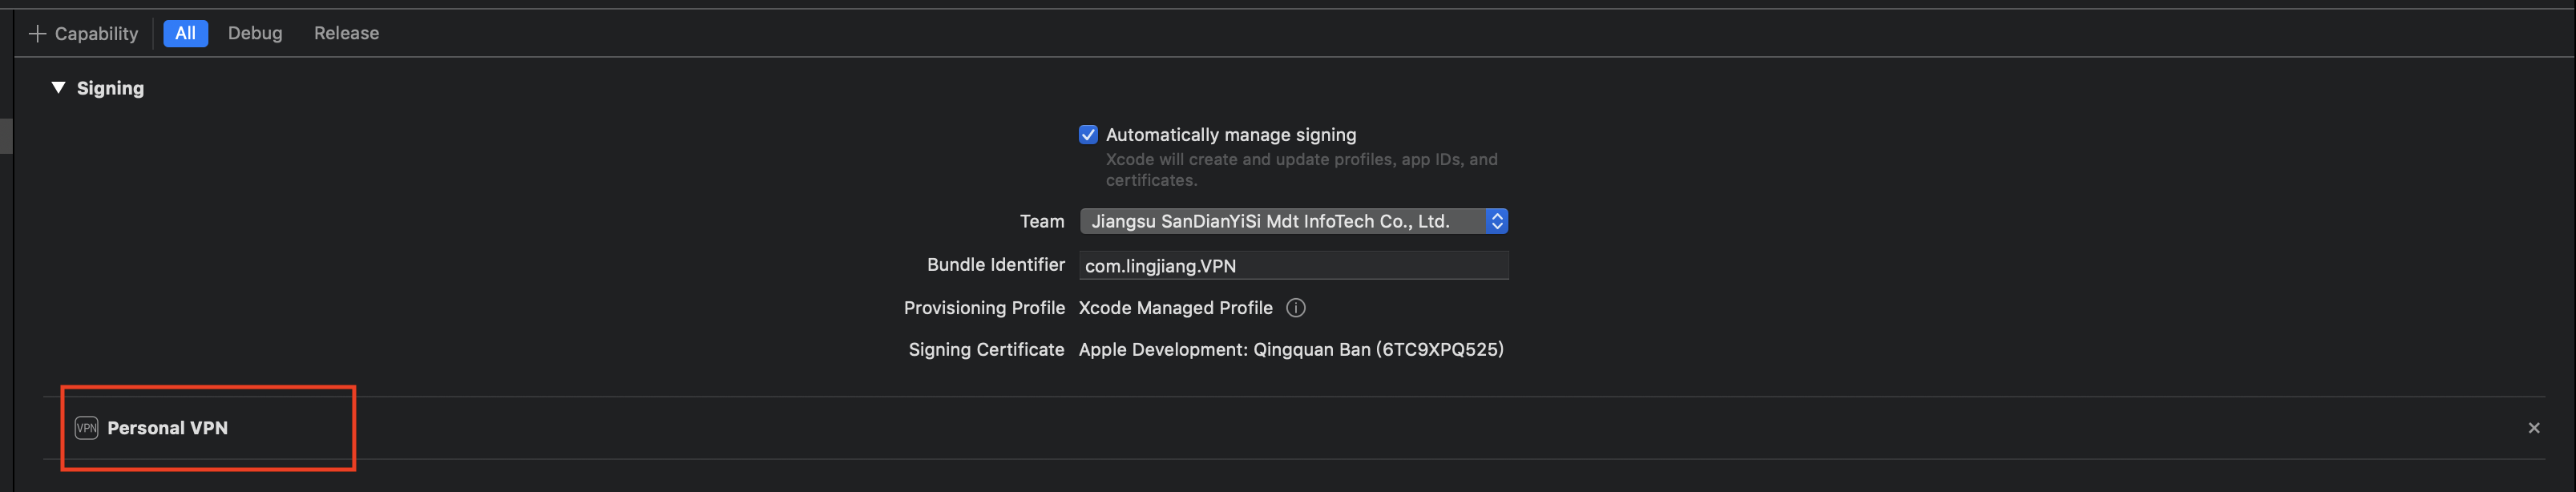 + Capability All Debug Release
Signing
Automatically manage signing
Xcode will create and update profiles, app IDs, and
certificates.
Team Jiangsu SanDianYiSi Mdt InfoTech Co., Ltd.
Bundle Identifier com.lingjiang.VPN
Provisioning Profile Xcode Managed Profile
Signing Certificate Apple Development: Qingquan Ban (6TC9XPQ525)
VPN Personal VPN